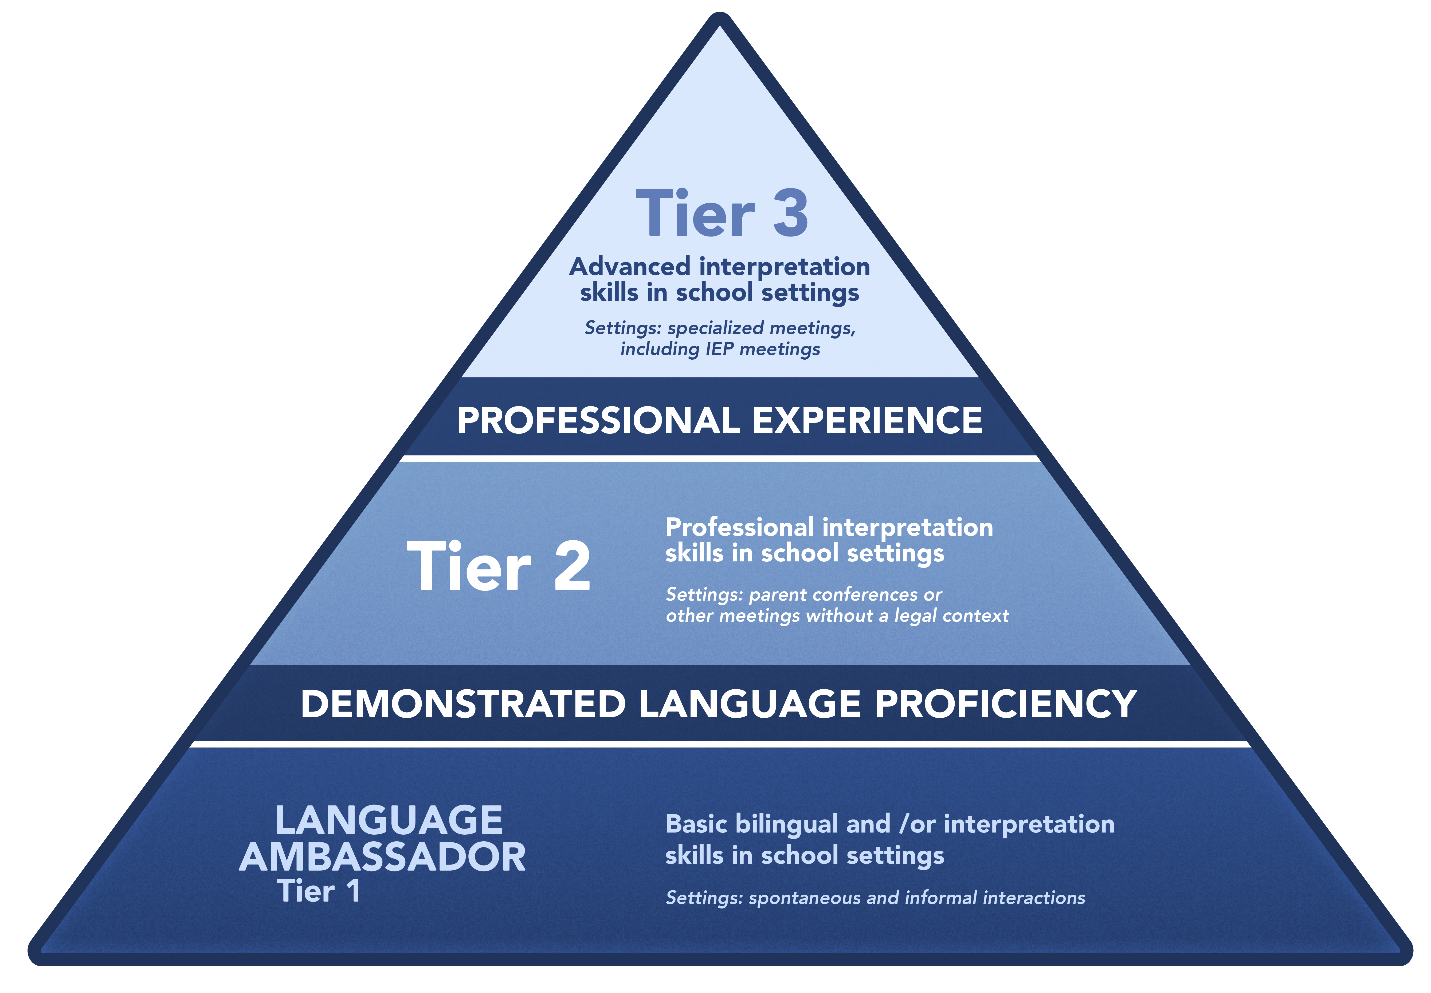 Tier 3
Advanced interpretation
skills in school settings
Settings: specialized meetings,
including IEP meetings
PROFESSIONAL EXPERIENCE
Tier 2
Professional interpretation
skills in school settings
Settings: parent conferences or
other meetings without a legal context
DEMONSTRATED LANGUAGE PROFICIENCY
LANGUAGE
AMBASSADOR
Tier 1
Basic bilingual and /or interpretation
skills in school settings
Settings: spontaneous and informal interactions